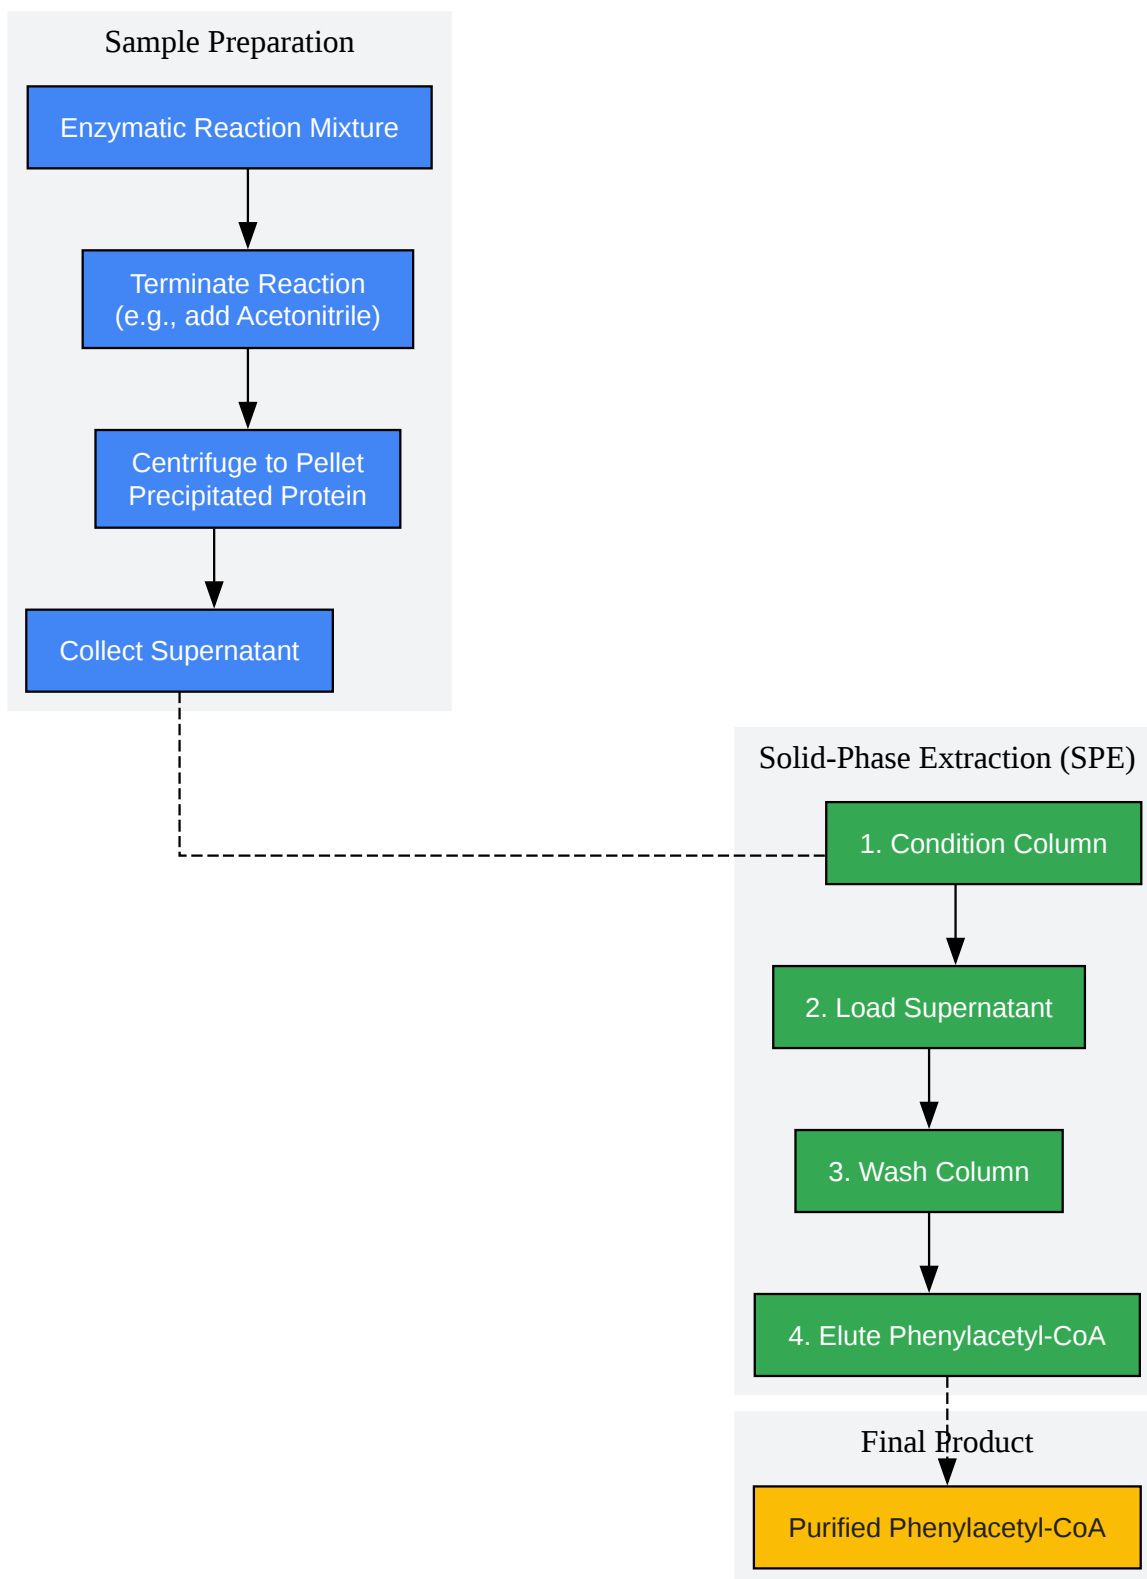 Sample Preparation
Enzymatic Reaction Mixture
Terminate Reaction
(e.g., add Acetonitrile)
Centrifuge to Pellet
Precipitated Protein
Collect Supernatant
Solid-Phase Extraction (SPE)
1. Condition Column
2. Load Supernatant
3. Wash Column
4. Elute Phenylacetyl-CoA
Final Product
Purified Phenylacetyl-CoA